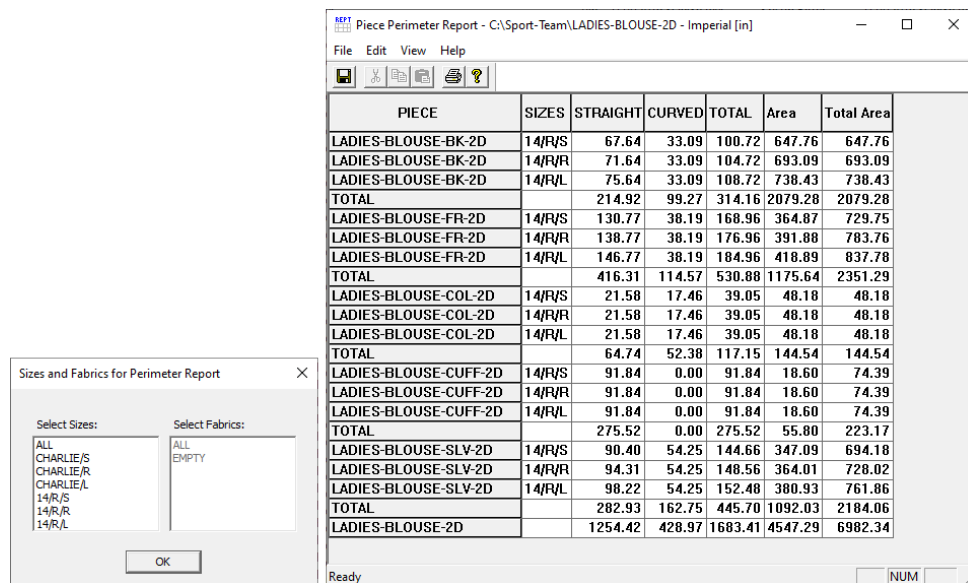 REPT
Piece Perimeter Report - C:\Sport-Team\LADIES-BLOUSE-2D - Imperial [in]
File Edit View Help
PIECE SIZES STRAIGHT CURVED TOTAL Area Total Area
LADIES-BLOUSE-BK-2D 14/R/S 67.64 33.09 100.72 647.76 647.76
LADIES-BLOUSE-BK-2D 14/R/R 71.64 33.09 104.72 693.09 693.09
LADIES-BLOUSE-BK-2D 14/R/L 75.64 33.09 108.72 738.43 738.43
TOTAL 214.92 99.27 314.16 2079.28 2079.28
LADIES-BLOUSE-FR-2D 14/R/S 130.77 38.19 168.96 364.87 729.75
LADIES-BLOUSE-FR-2D 14/R/R 138.77 38.19 176.96 391.88 783.76
LADIES-BLOUSE-FR-2D 14/R/L 146.77 38.19 184.96 418.89 837.78
TOTAL 416.31 114.57 530.88 1175.64 2351.29
LADIES-BLOUSE-COL-2D 14/R/S 21.58 17.46 39.05 48.18 48.18
LADIES-BLOUSE-COL-2D 14/R/R 21.58 17.46 39.05 48.18 48.18
LADIES-BLOUSE-COL-2D 14/R/L 21.58 17.46 39.05 48.18 48.18
TOTAL 64.74 52.38 117.15 144.54 144.54
LADIES-BLOUSE-CUFF-2D 14/R/S 91.84 0.00 91.84 18.60 74.39
LADIES-BLOUSE-CUFF-2D 14/R/R 91.84 0.00 91.84 18.60 74.39
LADIES-BLOUSE-CUFF-2D 14/R/L 91.84 0.00 91.84 18.60 74.39
TOTAL 275.52 0.00 275.52 55.80 223.17
LADIES-BLOUSE-SLV-2D 14/R/S 90.40 54.25 144.66 347.09 694.18
LADIES-BLOUSE-SLV-2D 14/R/R 94.31 54.25 148.56 364.01 728.02
LADIES-BLOUSE-SLV-2D 14/R/L 98.22 54.25 152.48 380.93 761.86
TOTAL 282.93 162.75 445.70 1092.03 2184.06
LADIES-BLOUSE-2D 1254.42 428.97 1683.41 4547.29 6982.34
Ready NUM
Sizes and Fabrics for Perimeter Report
Select Sizes: Select Fabrics:
ALL ALL
CHARLIE/S EMPTY
CHARLIE/R
CHARLIE/L
14/R/S
14/R/R
14/R/L
OK